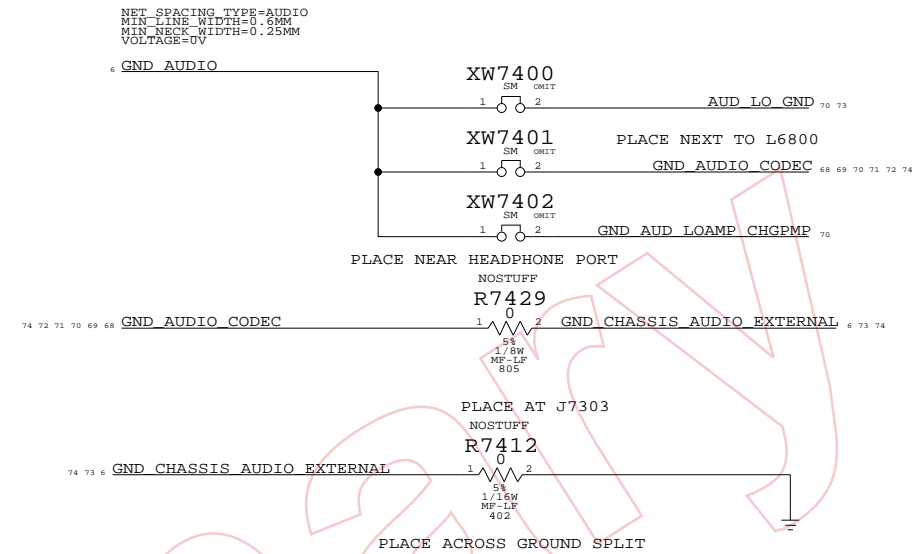 NET_SPACING_TYPE=AUDIO
MIN_LINE_WIDTH=0.6MM
MIN_NECK_WIDTH=0.25MM
VOLTAGE=0V
6 GND_AUDIO
XW7400
SM OMIT
1 2 AUD_LO_GND 70 73
XW7401 PLACE NEXT TO L6800
SM OMIT
1 2 GND_AUDIO_CODEC 68 69 70 71 72 74
XW7402
SM OMIT
1 2 GND_AUD_LOAMP_CHGPMP 70
PLACE NEAR HEADPHONE PORT
NOSTUFF
R7429
0
74 72 71 70 69 68 GND_AUDIO_CODEC 1 2 GND_CHASSIS_AUDIO_EXTERNAL 6 73 74
5%
1/8W
MF-LF
805
PLACE AT J7303
NOSTUFF
R7412
0
74 73 6 GND_CHASSIS_AUDIO_EXTERNAL 1 2
5%
1/16W
MF-LF
402
PLACE ACROSS GROUND SPLIT
ary